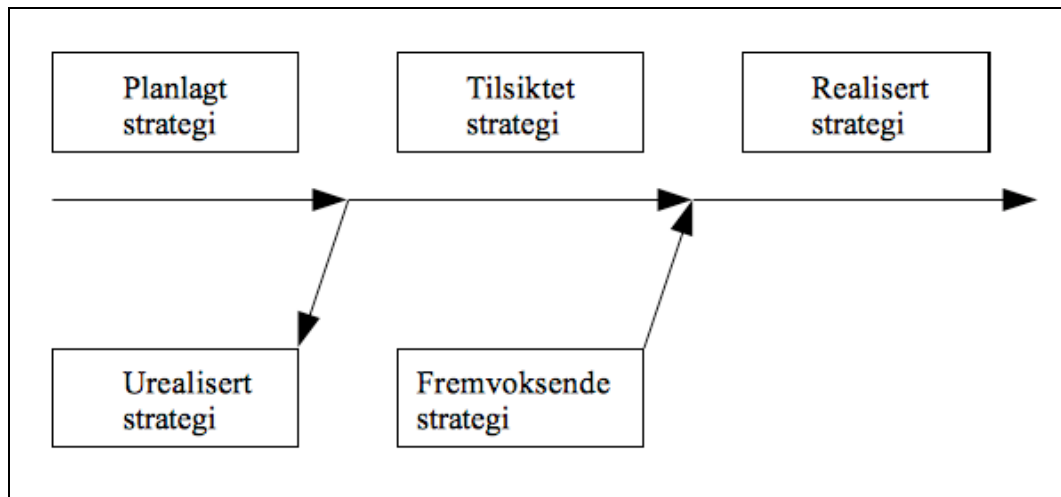 Planlagt
strategi
Tilsiktet
strategi
Realisert
strategi
Urealisert
strategi
Fremvoksende
strategi